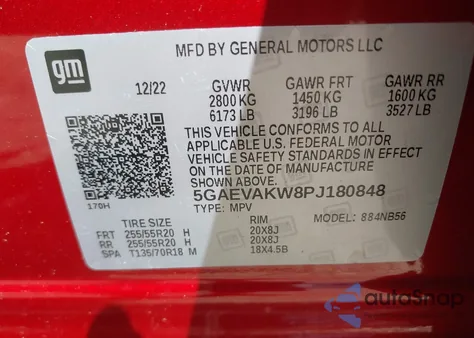 gm
MFD BY GENERAL MOTORS LLC
12/22 GVWR GAWR FRT GAWR RR
2800 KG 1450 KG 1600 KG
6173 LB 3196 LB 3527 LB
THIS VEHICLE CONFORMS TO ALL
APPLICABLE U.S. FEDERAL MOTOR
VEHICLE SAFETY STANDARDS IN EFFECT
ON THE DATE OF MANUFACTURE
SHOWN ABOVE.
5GAEVAKW8PJ180848
170H TYPE: MPV 884NB56
TIRE SIZE RIM
FRT 255/55R20 H 20X8J
RR 255/55R20 H 20X8J
SPA T135/70R18 M 18X4.5B
autoSnap